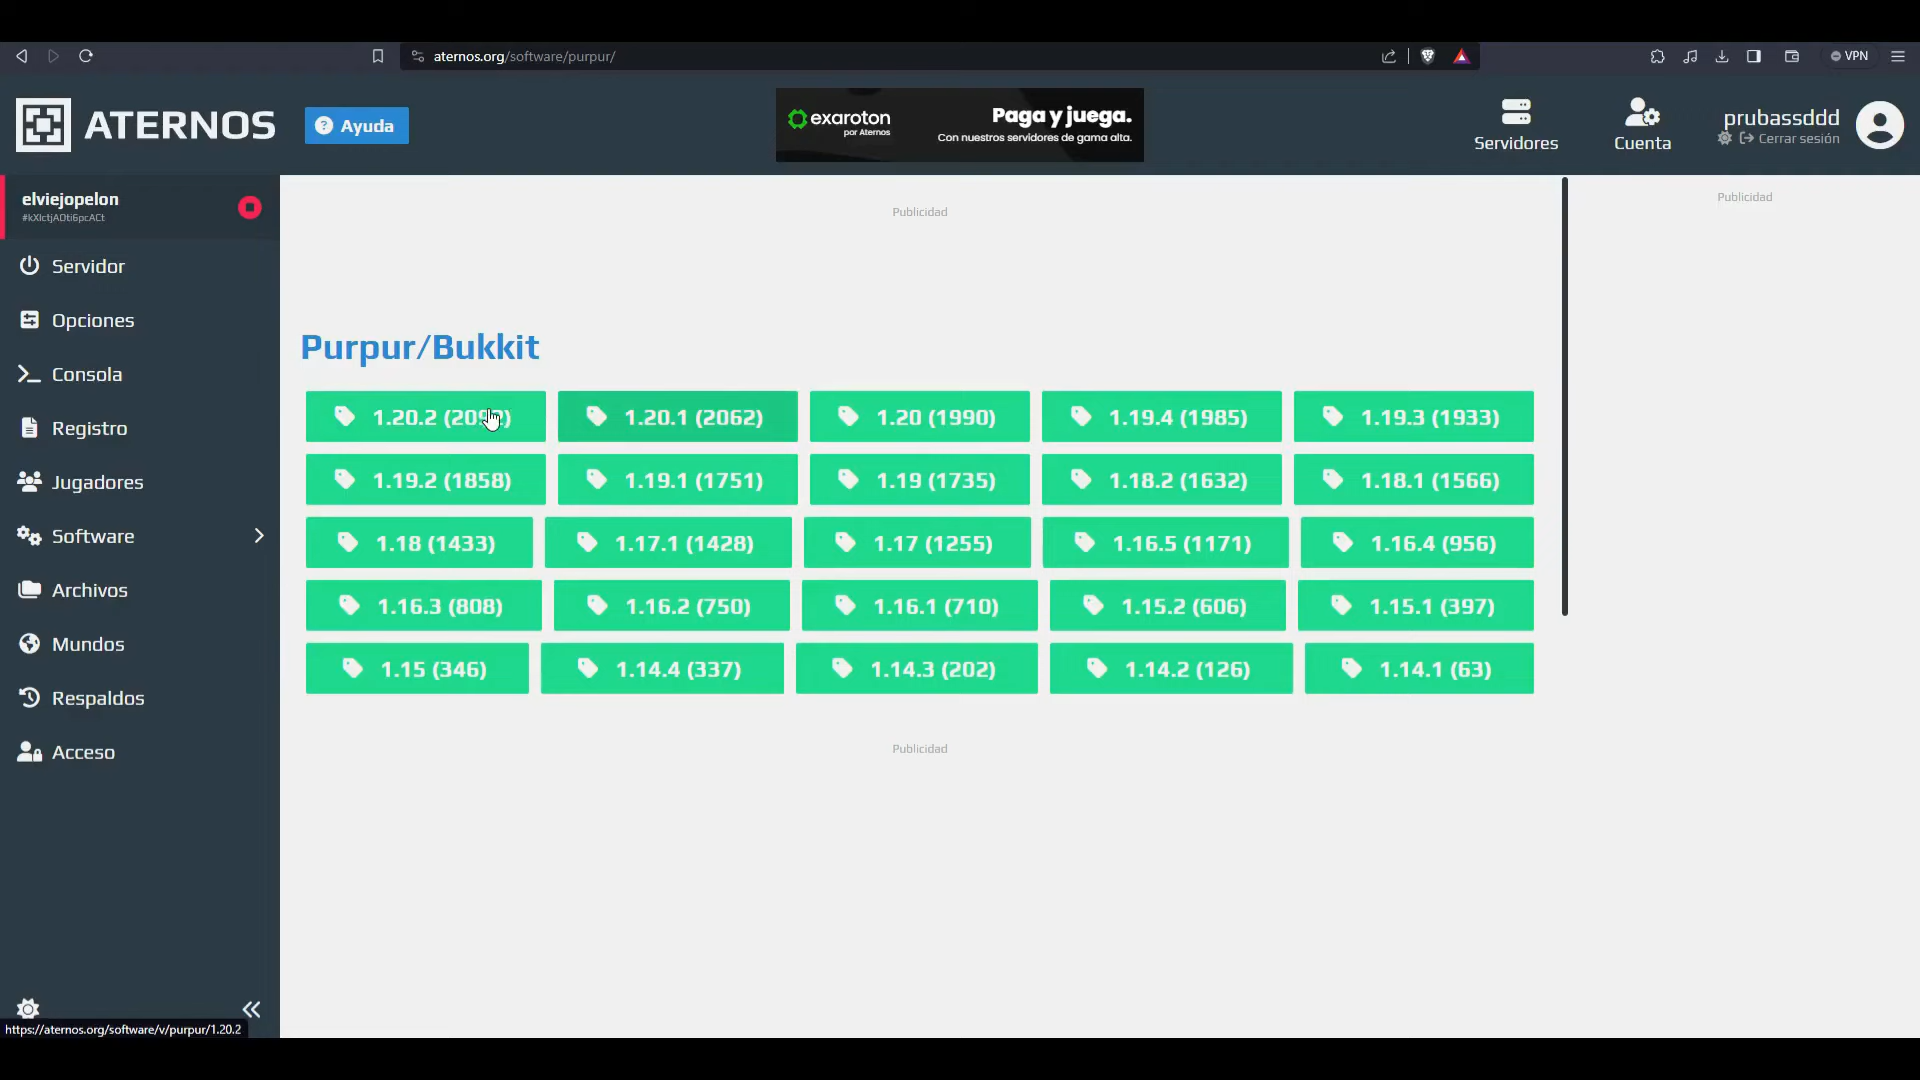 aternos.org/software/purpur/
VPN
ATERNOS
Ayuda
exaroton
por Aternos
Paga y juega.
Con nuestros servidores de gama alta.
Servidores
Cuenta
prubassddd
Cerrar sesión
elviejopelon
Servidor
Opciones
Consola
Registro
Jugadores
Software
Archivos
Mundos
Respaldos
Acceso
Publicidad
Publicidad
Purpur/Bukkit
1.20.2
1.20.1 (2062)
1.20 (1990)
1.19.4 (1985)
1.19.3 (1933)
1.19.2 (1858)
1.19.1 (1751)
1.19 (1735)
1.18.2 (1632)
1.18.1 (1566)
1.18 (1433)
1.17.1 (1428)
1.17 (1255)
1.16.5 (1171)
1.16.4 (956)
1.16.3 (808)
1.16.2 (750)
1.16.1 (710)
1.15.2 (606)
1.15.1 (397)
1.15 (346)
1.14.4 (337)
1.14.3 (202)
1.14.2 (126)
1.14.1 (63)
Publicidad
https://aternos.org/software/v/purpur/1.20.2